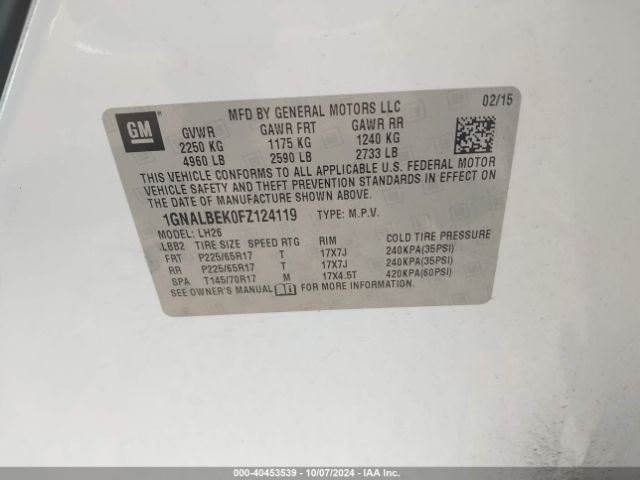 MFD BY GENERAL MOTORS LLC 02/15
GM
GVWR GAWR FRT GAWR RR
2250 KG 1175 KG 1240 KG
4960 LB 2590 LB 2733 LB
THIS VEHICLE CONFORMS TO ALL APPLICABLE U.S. FEDERAL MOTOR
VEHICLE SAFETY AND THEFT PREVENTION STANDARDS IN EFFECT ON
THE DATE OF MANUFACTURE SHOWN ABOVE.
1GNALBEK0FZ124119 TYPE: M.P.V.
MODEL: LH26
LBB2 TIRE SIZE SPEED RTG RIM COLD TIRE PRESSURE
FRT P225/65R17 T 17X7J 240KPA(35PSI)
RR P225/65R17 T 17X7J 240KPA(35PSI)
SPA T145/70R17 M 17X4.5T 420KPA(60PSI)
SEE OWNER'S MANUAL FOR MORE INFORMATION.
000-40453539 - 10/07/2024 - IAA Inc.